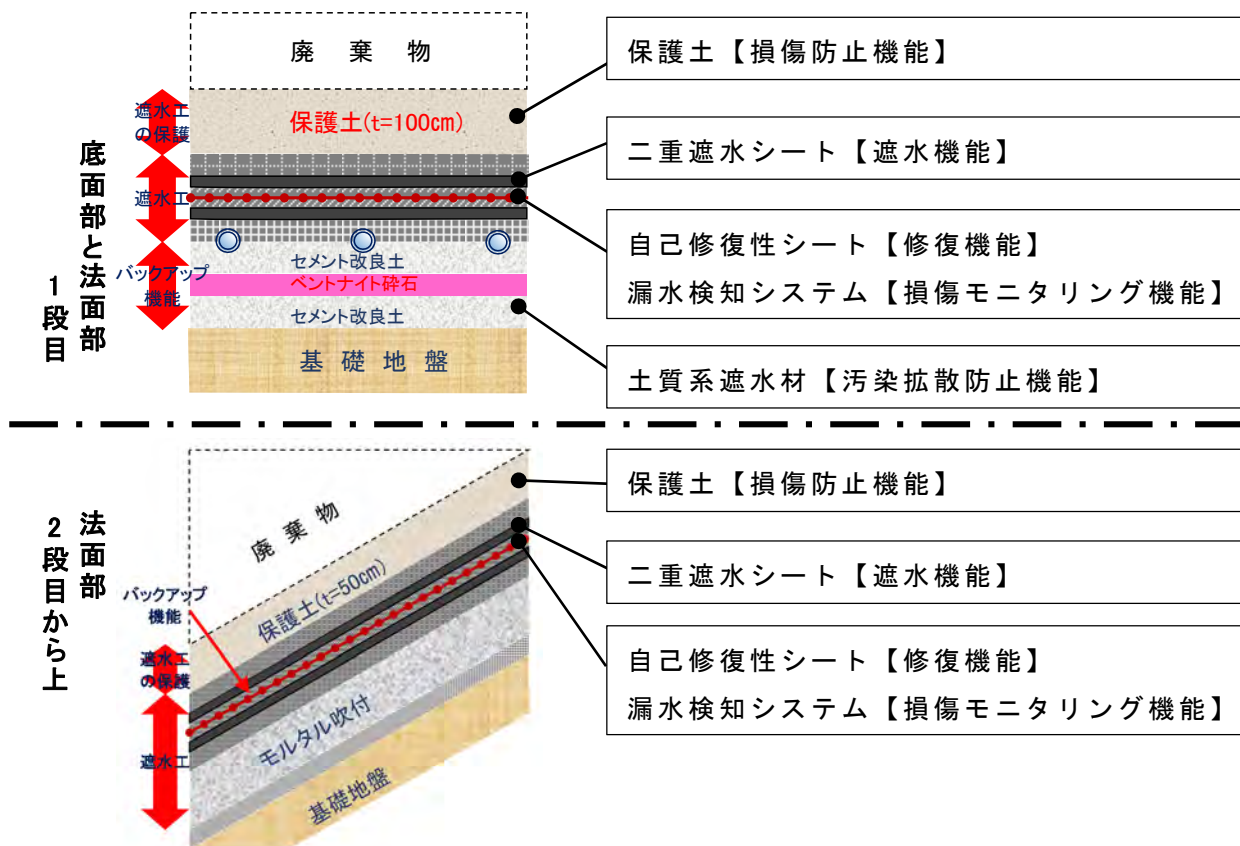 廃棄物
保護土(t=100cm)
セメント改良土
ベントナイト砕石
セメント改良土
基礎地盤
遮水工
の保護
遮水工
バックアップ
機能
底面部と法面部
1段目
保護土【損傷防止機能】
二重遮水シート【遮水機能】
自己修復性シート【修復機能】
漏水検知システム【損傷モニタリング機能】
土質系遮水材【汚染拡散防止機能】
法面部
2段目から上
廃棄物
保護土(t=50cm)
モルタル吹付
基礎地盤
バックアップ
機能
遮水工
の保護
遮水工
保護土【損傷防止機能】
二重遮水シート【遮水機能】
自己修復性シート【修復機能】
漏水検知システム【損傷モニタリング機能】